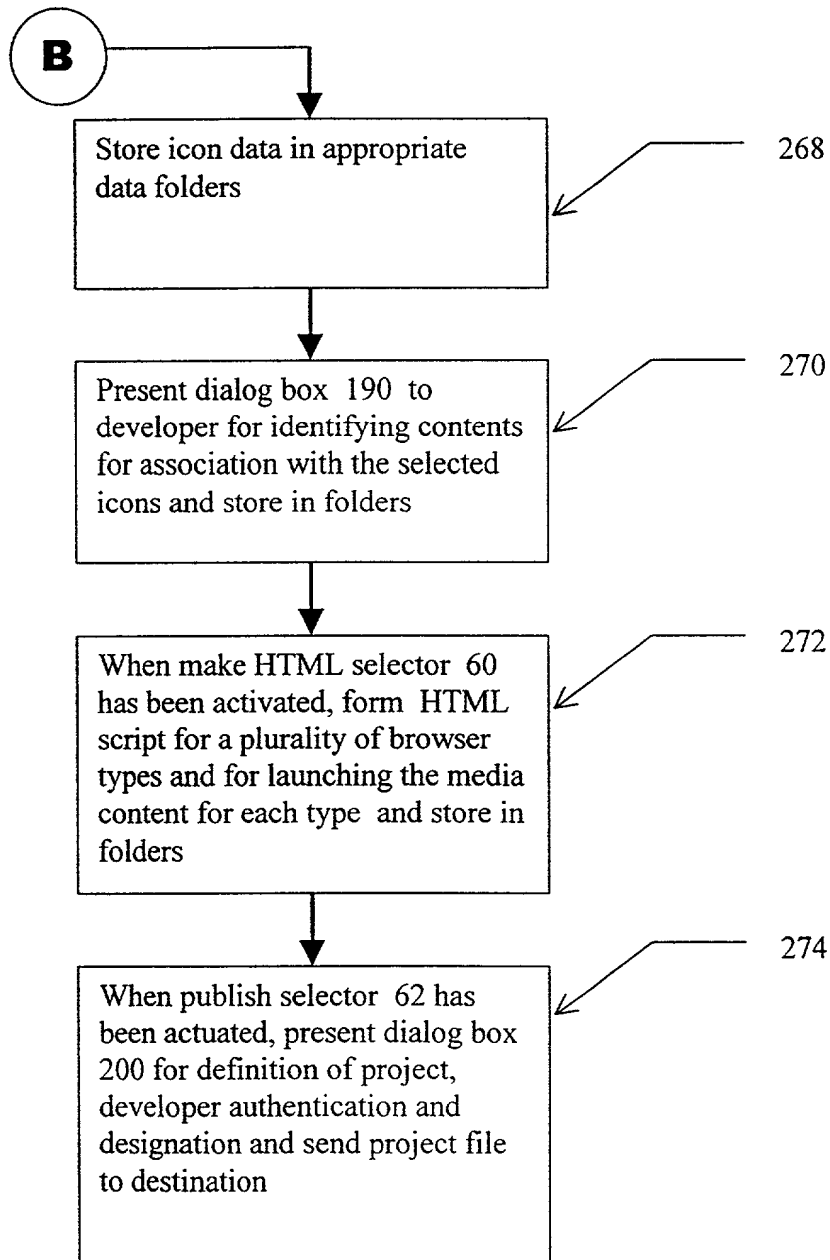 B
Store icon data in appropriate
data folders
268
Present dialog box 190 to
developer for identifying contents
for association with the selected
icons and store in folders
270
When make HTML selector 60
has been activated, form HTML
script for a plurality of browser
types and for launching the media
content for each type and store in
folders
272
When publish selector 62 has
been actuated, present dialog box
200 for definition of project,
developer authentication and
designation and send project file
to destination
274